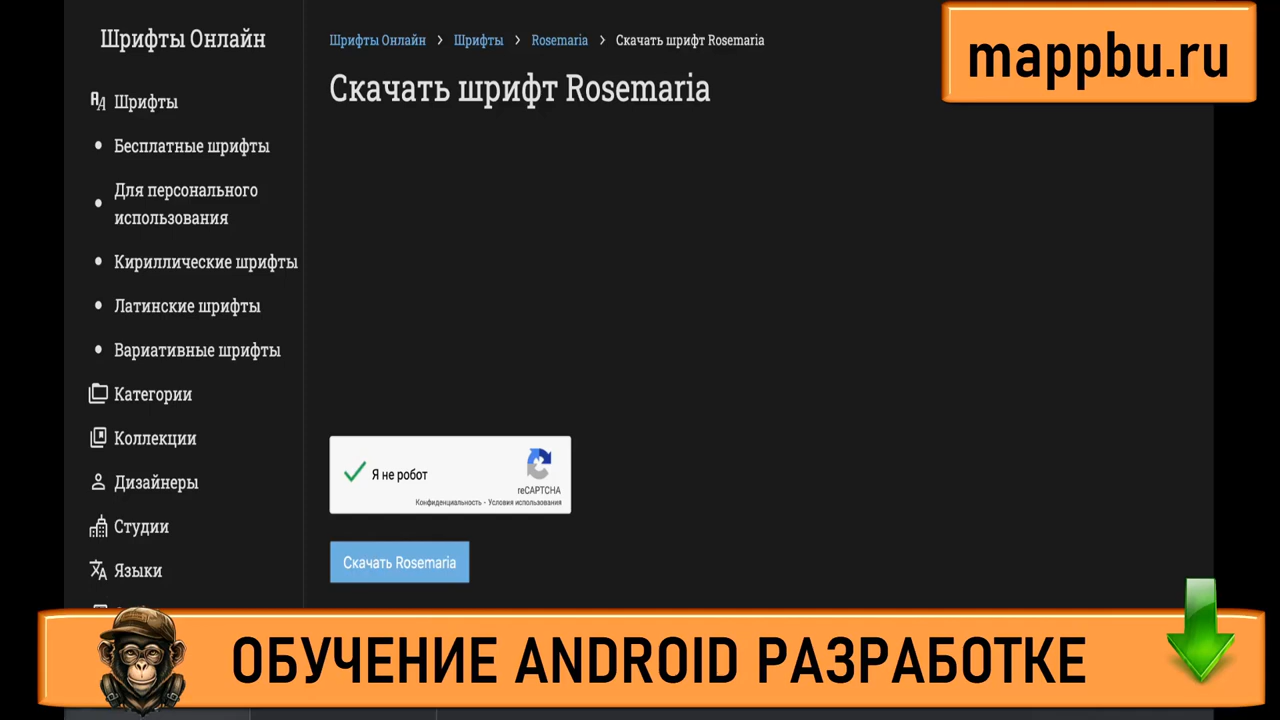 Шрифты Онлайн
Шрифты
Бесплатные шрифты
Для персонального
использования
Кириллические шрифты
Латинские шрифты
Вариативные шрифты
Категории
Коллекции
Дизайнеры
Студии
Языки
Шрифты Онлайн > Шрифты > Rosemaria > Скачать шрифт Rosemaria
Скачать шрифт Rosemaria
mappbu.ru
Я не робот
reCAPTCHA
Конфиденциальность - Условия использования
Скачать Rosemaria
ОБУЧЕНИЕ ANDROID РАЗРАБОТКЕ